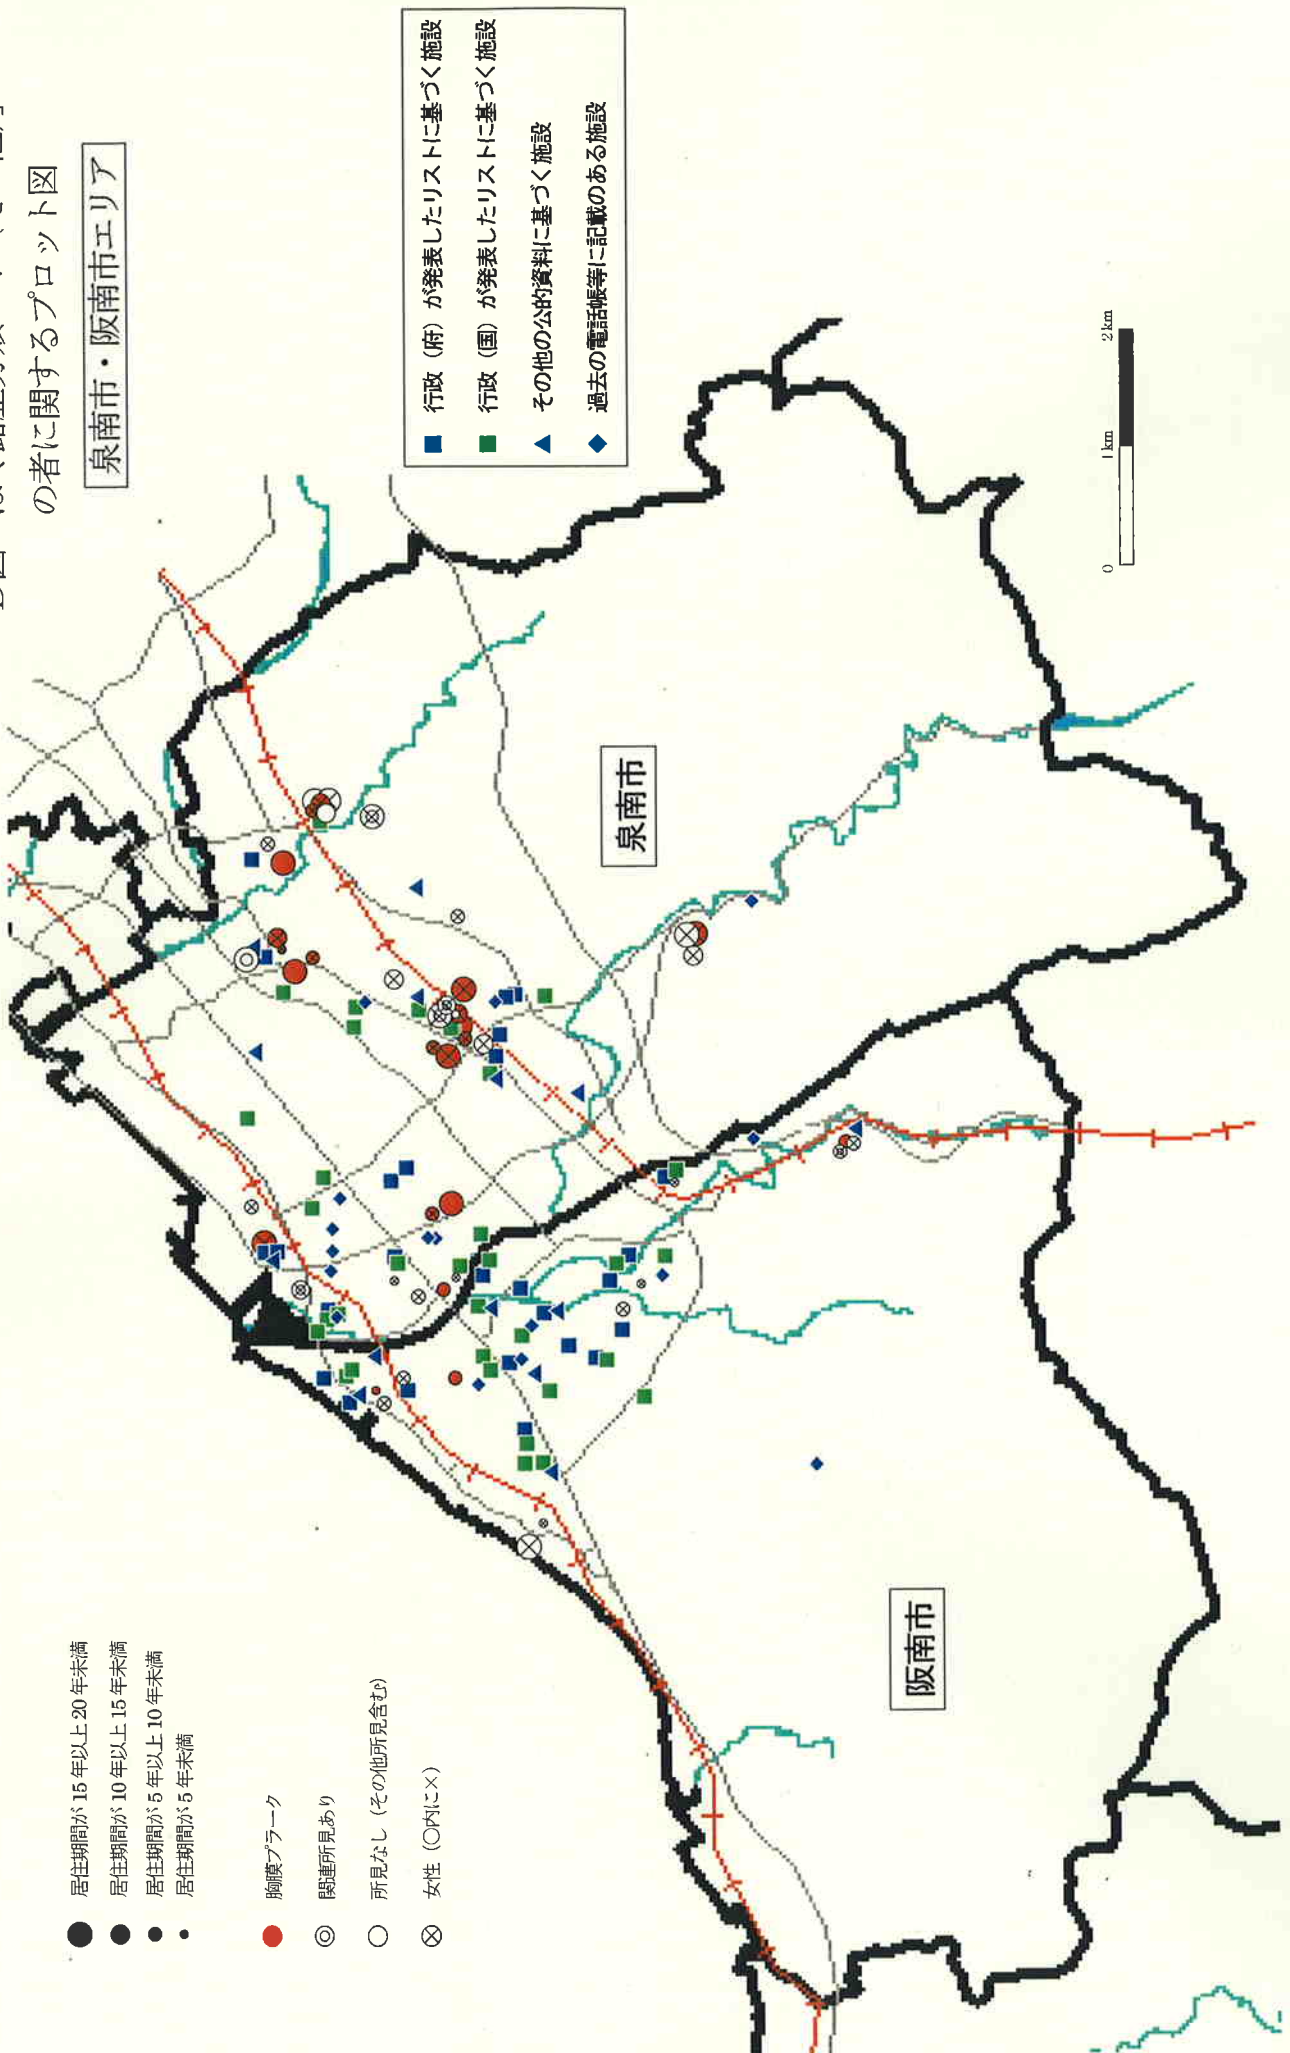 の者に関するプロット図
泉南市・阪南市エリア
行政（府）が発表したリストに基づく施設
行政（国）が発表したリストに基づく施設
その他の公的資料に基づく施設
過去の電話帳等に記載のある施設
居住期間が15年以上20年未満
居住期間が10年以上15年未満
居住期間が5年以上10年未満
居住期間が5年未満
胸膜プラーク
関連所見あり
所見なし（その他所見含む）
女性（○内に×）
泉南市
阪南市
0 1km 2km